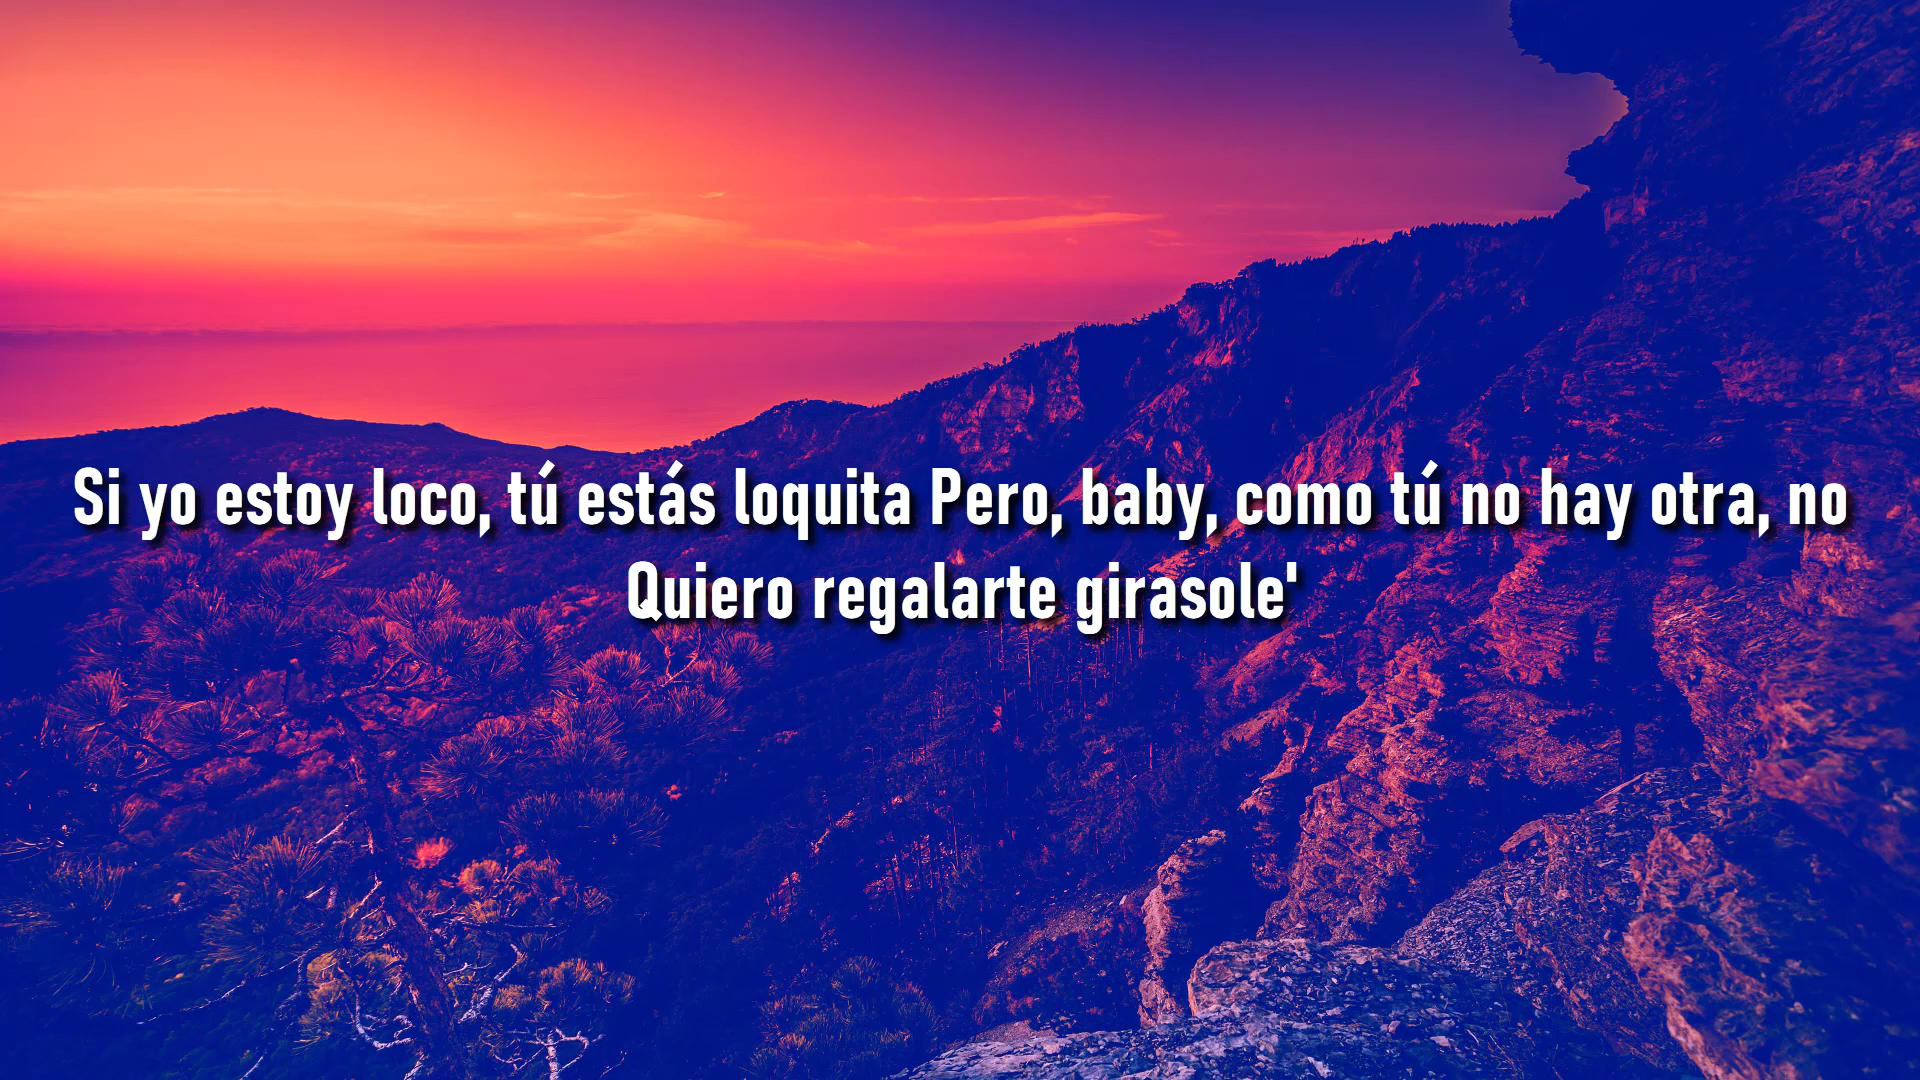 Si yo estoy loco, tú estás loquita Pero, baby, como tú no hay otra, no
Quiero regalarte girasole'